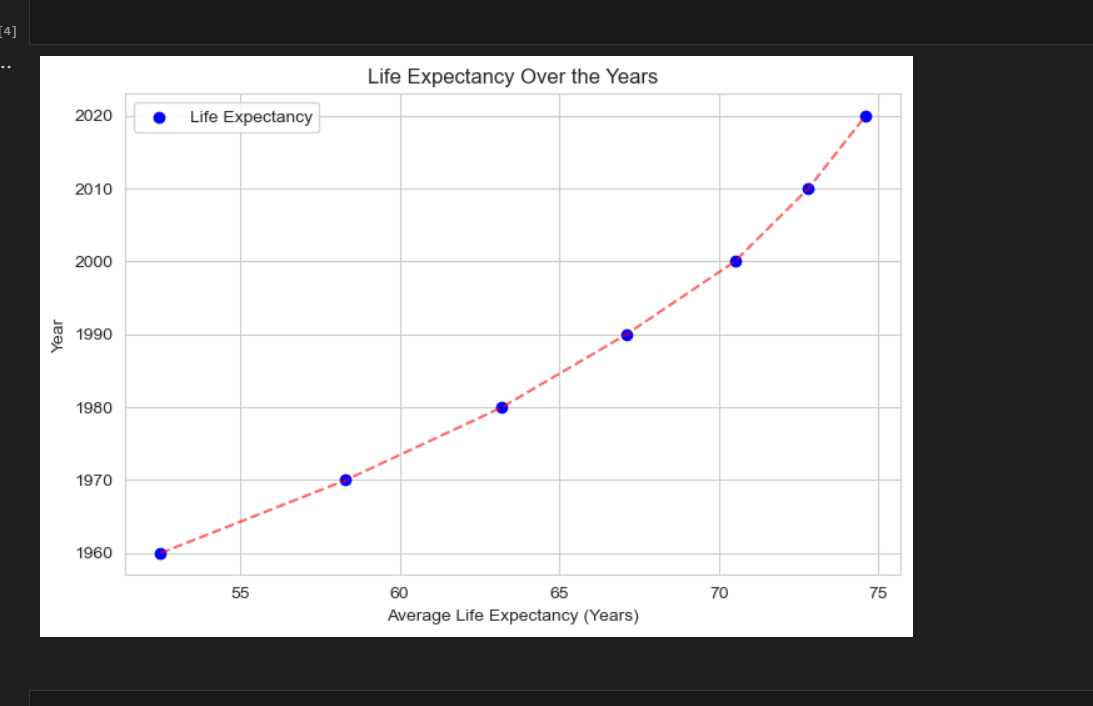 [4]
..
Life Expectancy Over the Years
Life Expectancy
2020
2010
2000
1990
1980
1970
1960
Year
55 60 65 70 75
Average Life Expectancy (Years)